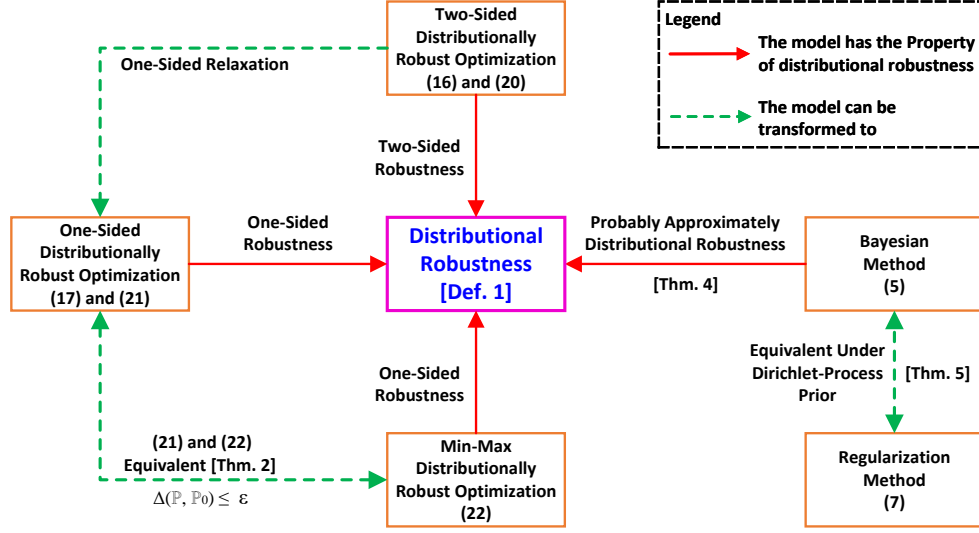 Two-Sided
Distributionally
Robust Optimization
(16) and (20)
Legend
The model has the Property
of distributional robustness
The model can be
transformed to
One-Sided Relaxation
Two-Sided
Robustness
One-Sided
Distributionally
Robust Optimization
(17) and (21)
One-Sided
Robustness
Distributional
Robustness
[Def. 1]
Probably Approximately
Distributional Robustness
[Thm. 4]
Bayesian
Method
(5)
One-Sided
Robustness
Equivalent Under
Dirichlet-Process
Prior
[Thm. 5]
(21) and (22)
Equivalent [Thm. 2]
Δ(ℙ, ℙ₀) ≤ ε
Min-Max
Distributionally
Robust Optimization
(22)
Regularization
Method
(7)